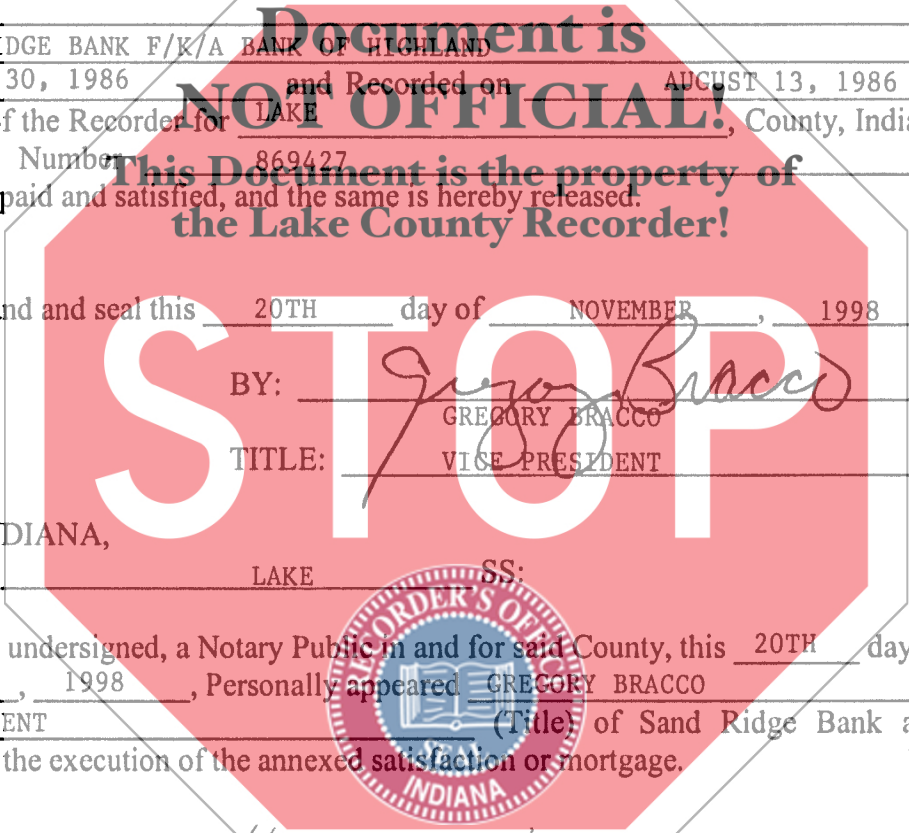 Document is
DGE BANK F/K/A BANK OF HIGHLAND
30, 1986 and Recorded on AUGUST 13, 1986
NOT OFFICIAL!
f the Recorder for LAKE, County, Indi
Number 869427
This Document is the property of
paid and satisfied, and the same is hereby released.
the Lake County Recorder!
nd and seal this 20TH day of NOVEMBER, 1998
STOP
BY: Gregory Bracco
GREGORY BRACCO
TITLE: VICE PRESIDENT
DIANA,
LAKE SS:
RECORDER'S OFFICE
undersigned, a Notary Public in and for said County, this 20TH day
, 1998, Personally appeared GREGORY BRACCO
ENT (Title) of Sand Ridge Bank a
the execution of the annexed satisfaction or mortgage.
SEAL
INDIANA